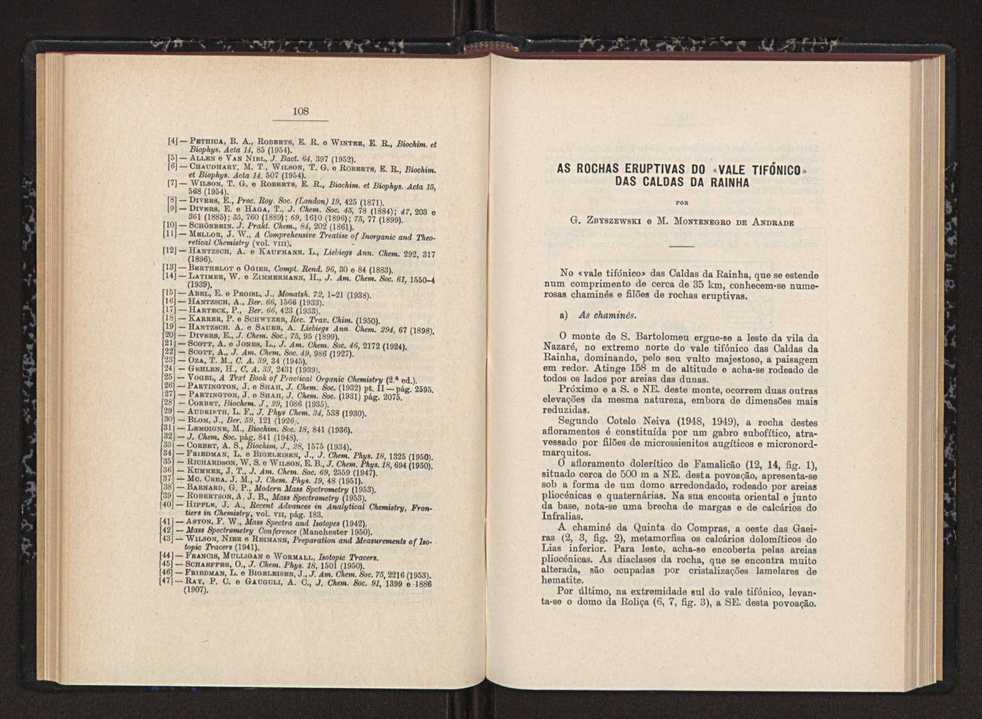 108
[4] — Pethica, B. A., Roberts, E. R. e Winter, E. R., Biochim. et
Biophys. Acta 14, 85 (1954).
[5] — Allen e Van Niel, J. Bact. 64, 397 (1952).
[6] — Chaudhary, M. T., Wilson, T. G. e Roberts, E. R., Biochim.
et Biophys. Acta 14, 507 (1954).
[7] — Wilson, T. G. e Roberts, E. R., Biochim. et Biophys. Acta 15,
568 (1954).
[8] — Divers, E., Proc. Roy. Soc. (London) 19, 425 (1871).
[9] — Divers, E. e Haga, T., J. Chem. Soc. 45, 78 (1884); 47, 203 e
361 (1885); 55, 760 (1889); 69, 1610 (1896); 75, 77 (1899).
[10] — Schönbein. J. Prakt. Chem., 84, 202 (1861).
[11] — Mellor, J. W., A Comprehensive Treatise of Inorganic and Theo-
retical Chemistry (vol. VIII).
[12] — Hantzsch, A. e Kaufmann. L., Liebiegs Ann. Chem. 292, 317
(1896).
[13] — Berthelot e Ogier, Compt. Rend. 96, 30 e 84 (1883).
[14] — Latimer, W. e Zimmermann, H., J. Am. Chem. Soc. 61, 1550-4
(1939).
[15] — Abel, E. e Proisl, J., Monatsh. 72, 1-21 (1938).
[16] — Hantzsch, A., Ber. 66, 1566 (1933).
[17] — Harteck, P., Ber. 66, 423 (1933).
[18] — Karrer, P. e Schwyzer, Rec. Trav. Chim. (1950).
[19] — Hantzsch. A. e Sauer, A. Liebiegs Ann. Chem. 294, 67 (1898).
[20] — Divers, E., J. Chem. Soc., 75, 95 (1899).
[21] — Scott, A. e Jones, L., J. Am. Chem. Soc. 46, 2172 (1924).
[22] — Scott, A., J. Am. Chem. Soc. 49, 986 (1927).
[23] — Oza, T. M., C. A. 39, 34 (1945).
[24] — Gehlen, H., C. A. 33, 2431 (1939).
25 — Vogel, A Text Book of Practical Organic Chemistry (2.ª ed.).
[26] — Partington, J. e Shah, J. Chem. Soc. (1932) pt. II — pág. 2595.
[27] — Partington, J. e Shah, J. Chem. Soc. (1931) pág. 2075.
[28] — Corbet, Biochem. J., 29, 1086 (1935).
[29] — Audrieth, L. F., J. Phys Chem. 34, 538 (1930).
[30] — Blom, J., Ber. 59, 121 (1926).
[31] — Lemoigne, M., Biochim. Soc. 18, 841 (1936).
[32] — J. Chem. Soc. pág. 841 (1948).
[33] — Corbet, A. S., Biochim. J., 28, 1575 (1934).
34 — Friedman, L. e Bigeleisen, J., J. Chem. Phys. 18, 1325 (1950).
35 — Richardson, W. S. e Wilson, E. B., J. Chem. Phys. 18, 694 (1950).
[36 — Kummer, J. T., J. Am. Chem. Soc. 69, 2559 (1947).
[37 — Mc. Crea. J. M., J. Chem. Phys. 19, 48 (1951).
[38] — Barnard, G. P., Modern Mass Spectrometry (1953).
[39] — Robertson, A. J. B., Mass Spectrometry (1953).
[40] — Hipple, J. A., Recent Advances in Analytical Chemistry, Fron-
tiers in Chemistry, vol. VII, pág. 183.
[41] — Aston, F. W., Mass Spectra and Isotopes (1942).
[42 — Mass Spectrometry Conference (Manchester 1950).
[43] — Wilson, Nier e Reimann, Preparation and Measurements of Iso-
topic Tracers (1941).
[44] — Francis, Mulligan e Wormall, Isotopic Tracers.
45] — Schaeffer, O., J. Chem. Phys. 18, 1501 (1950).
[46] — Friedman, L. e Bigeleisen, J., J. Am. Chem. Soc. 75, 2216 (1953).
[47] — Ray, P. C. e Gauguli, A. C., J. Chem. Soc. 91, 1399 e 1886
(1907).
AS ROCHAS ERUPTIVAS DO «VALE TIFÓNICO»
DAS CALDAS DA RAINHA
POR
G. Zbyszewski e M. Montenegro de Andrade
No «vale tifónico» das Caldas da Rainha, que se estende
num comprimento de cerca de 35 km, conhecem-se nume-
rosas chaminés e filões de rochas eruptivas.
a) As chaminés.
O monte de S. Bartolomeu ergue-se a leste da vila da
Nazaré, no extremo norte do vale tifónico das Caldas da
Rainha, dominando, pelo seu vulto majestoso, a paisagem
em redor. Atinge 158 m de altitude e acha-se rodeado de
todos os lados por areias das dunas.
Próximo e a S. e NE. deste monte, ocorrem duas outras
elevações da mesma natureza, embora de dimensões mais
reduzidas.
Segundo Cotelo Neiva (1948, 1949), a rocha destes
afloramentos é constituída por um gabro subofítico, atra-
vessado por filões de microssienitos augíticos e micronord-
marquitos.
O afloramento dolerítico de Famalicão (12, 14, fig. 1),
situado cerca de 500 m a NE. desta povoação, apresenta-se
sob a forma de um domo arredondado, rodeado por areias
pliocénicas e quaternárias. Na sua encosta oriental e junto
da base, nota-se uma brecha de margas e de calcários do
Infralias.
A chaminé da Quinta do Compras, a oeste das Gaei-
ras (2, 3, fig. 2), metamorfisa os calcários dolomíticos do
Lias inferior. Para leste, acha-se encoberta pelas areias
pliocénicas. As diaclases da rocha, que se encontra muito
alterada, são ocupadas por cristalizações lamelares de
hematite.
Por último, na extremidade sul do vale tifónico, levan-
ta-se o domo da Roliça (6, 7, fig. 3), a SE. desta povoação.